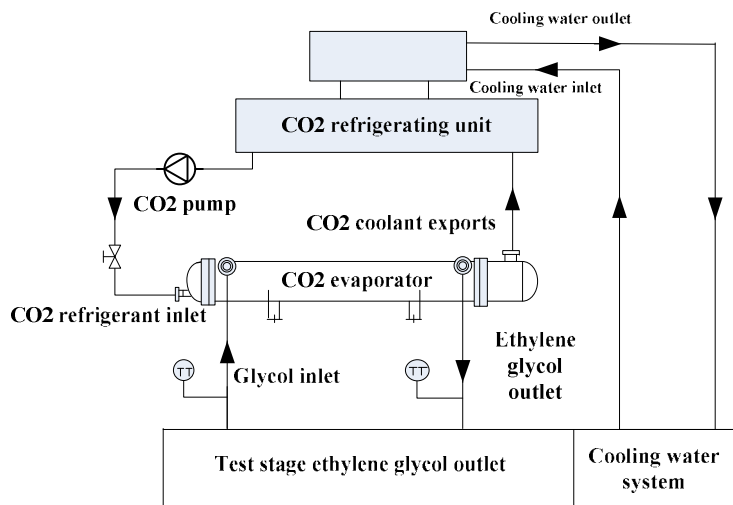 Cooling water outlet
Cooling water inlet
CO2 refrigerating unit
CO2 pump
CO2 coolant exports
CO2 evaporator
CO2 refrigerant inlet
Ethylene
glycol
outlet
TT
Glycol inlet
TT
Test stage ethylene glycol outlet
Cooling water
system